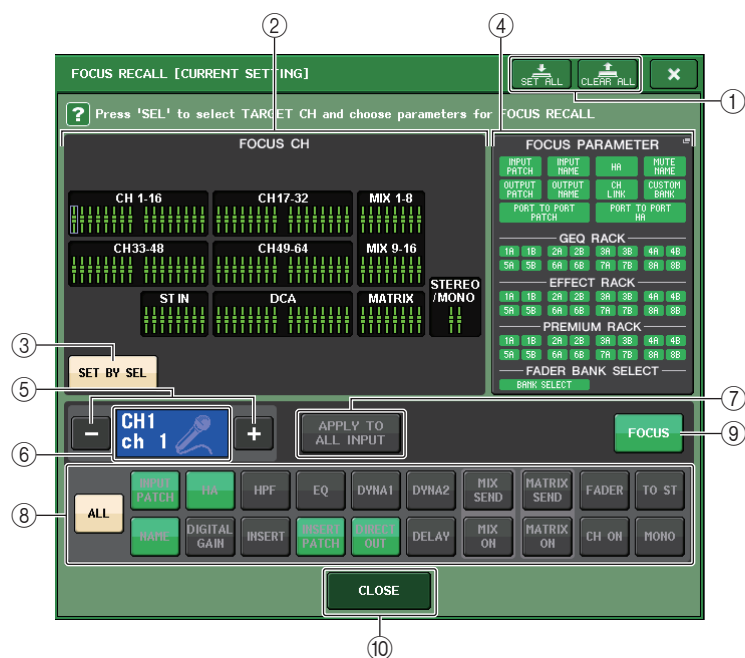 ② ④
FOCUS RECALL [CURRENT SETTING]
SET ALL
CLEAR ALL
①
? Press 'SEL' to select TARGET CH and choose parameters for FOCUS RECALL
FOCUS CH
CH 1-16
CH17-32
MIX 1-8
CH33-48
CH49-64
MIX 9-16
ST IN
DCA
MATRIX
STEREO
/MONO
FOCUS PARAMETER
INPUT PATCH
INPUT NAME
HA
MUTE NAME
OUTPUT PATCH
OUTPUT NAME
CH LINK
CUSTOM BANK
PORT TO PORT PATCH
PORT TO PORT HA
GEQ RACK
1A 1B 2A 2B 3A 3B 4A 4B
5A 5B 6A 6B 7A 7B 8A 8B
EFFECT RACK
1A 1B 2A 2B 3A 3B 4A 4B
5A 5B 6A 6B 7A 7B 8A 8B
PREMIUM RACK
1A 1B 2A 2B 3A 3B 4A 4B
5A 5B 6A 6B 7A 7B 8A 8B
FADER BANK SELECT
BANK SELECT
③
SET BY SEL
⑤
⑦
⑥
− CH1
ch 1 +
APPLY TO
ALL INPUT
FOCUS
⑨
⑧
ALL
INPUT PATCH
HA
HPF
EQ
DYNA1
DYNA2
MIX SEND
MATRIX SEND
FADER
TO ST
NAME
DIGITAL GAIN
INSERT
INSERT PATCH
DIRECT OUT
DELAY
MIX ON
MATRIX ON
CH ON
MONO
CLOSE
⑩